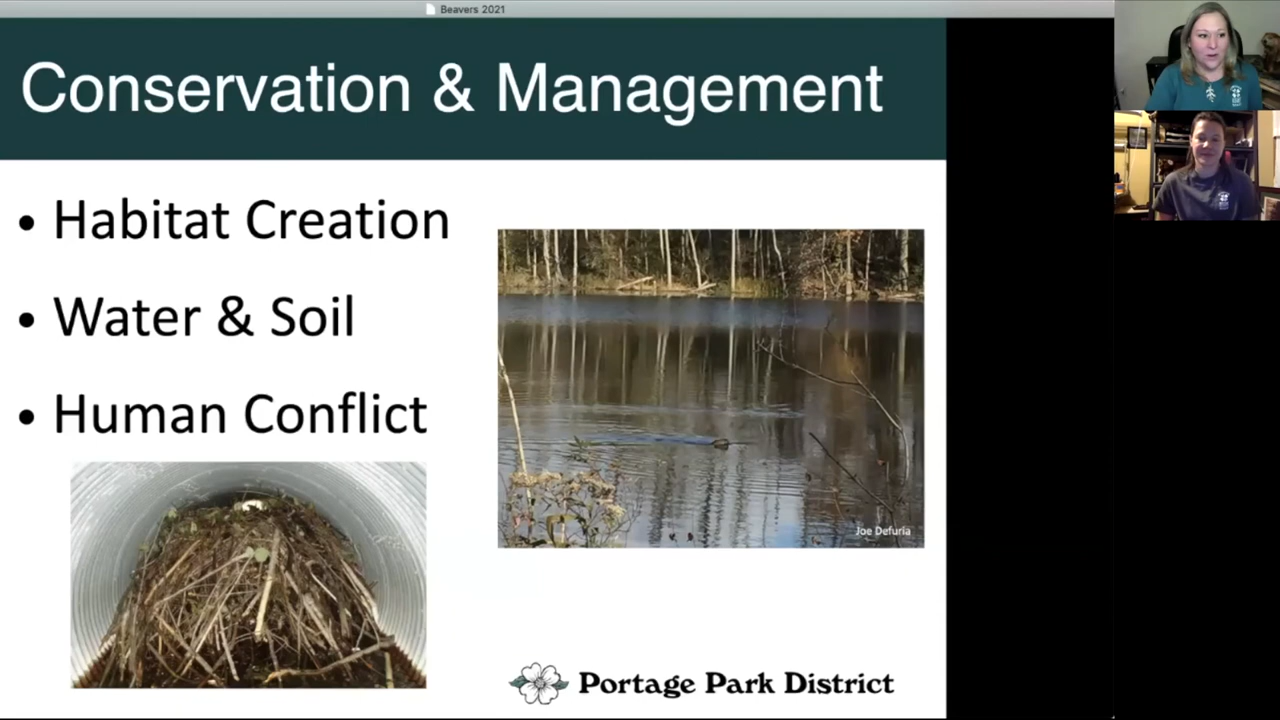 Beavers 2021
Conservation & Management
• Habitat Creation
• Water & Soil
• Human Conflict
Joe Defuria
Portage Park District